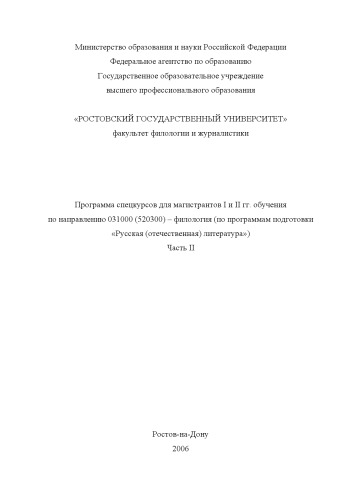 Министерство образования и науки Российской Федерации
Федеральное агентство по образованию
Государственное образовательное учреждение
высшего профессионального образования
«РОСТОВСКИЙ ГОСУДАРСТВЕННЫЙ УНИВЕРСИТЕТ»
факультет филологии и журналистики
Программа спецкурсов для магистрантов I и II гг. обучения
по направлению 031000 (520300) – филология (по программам подготовки
«Русская (отечественная) литература»)
Часть II
Ростов-на-Дону
2006